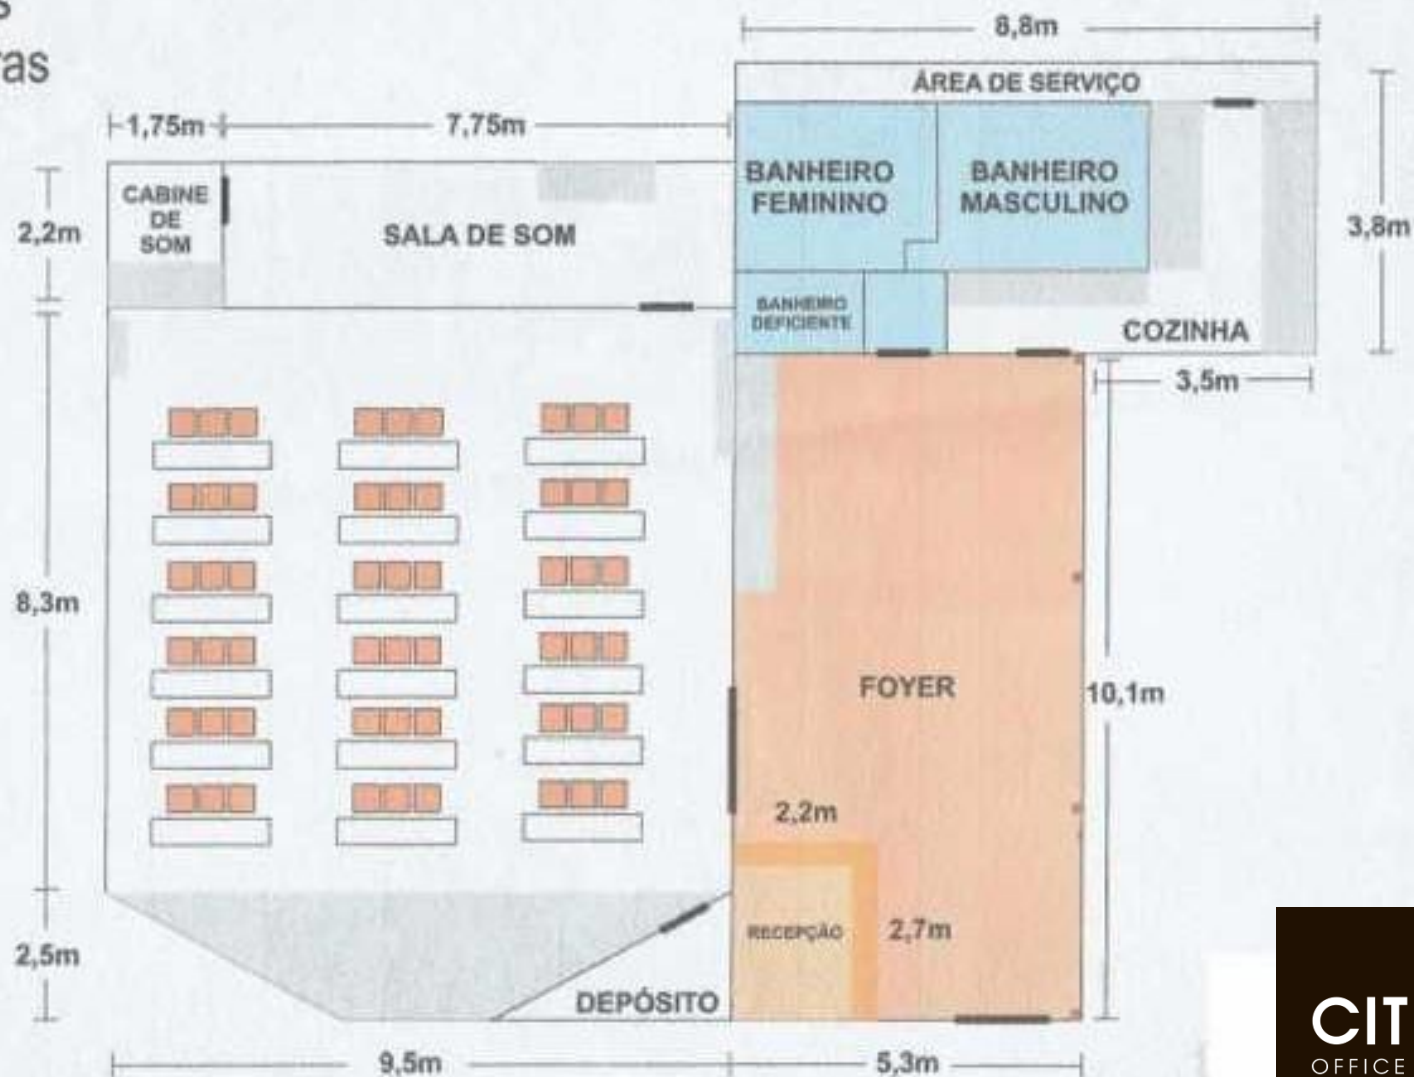 s
ras
8,8m
ÁREA DE SERVIÇO
1,75m
7,75m
BANHEIRO
FEMININO
BANHEIRO
MASCULINO
CABINE
DE
SOM
SALA DE SOM
2,2m
3,8m
BANHEIRO
DEFICIENTE
COZINHA
3,5m
8,3m
FOYER
10,1m
2,2m
RECEPÇÃO
2,7m
2,5m
DEPÓSITO
9,5m
5,3m
CIT
OFFICE